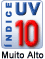 ÍNDICE
UV
10
Muito Alto